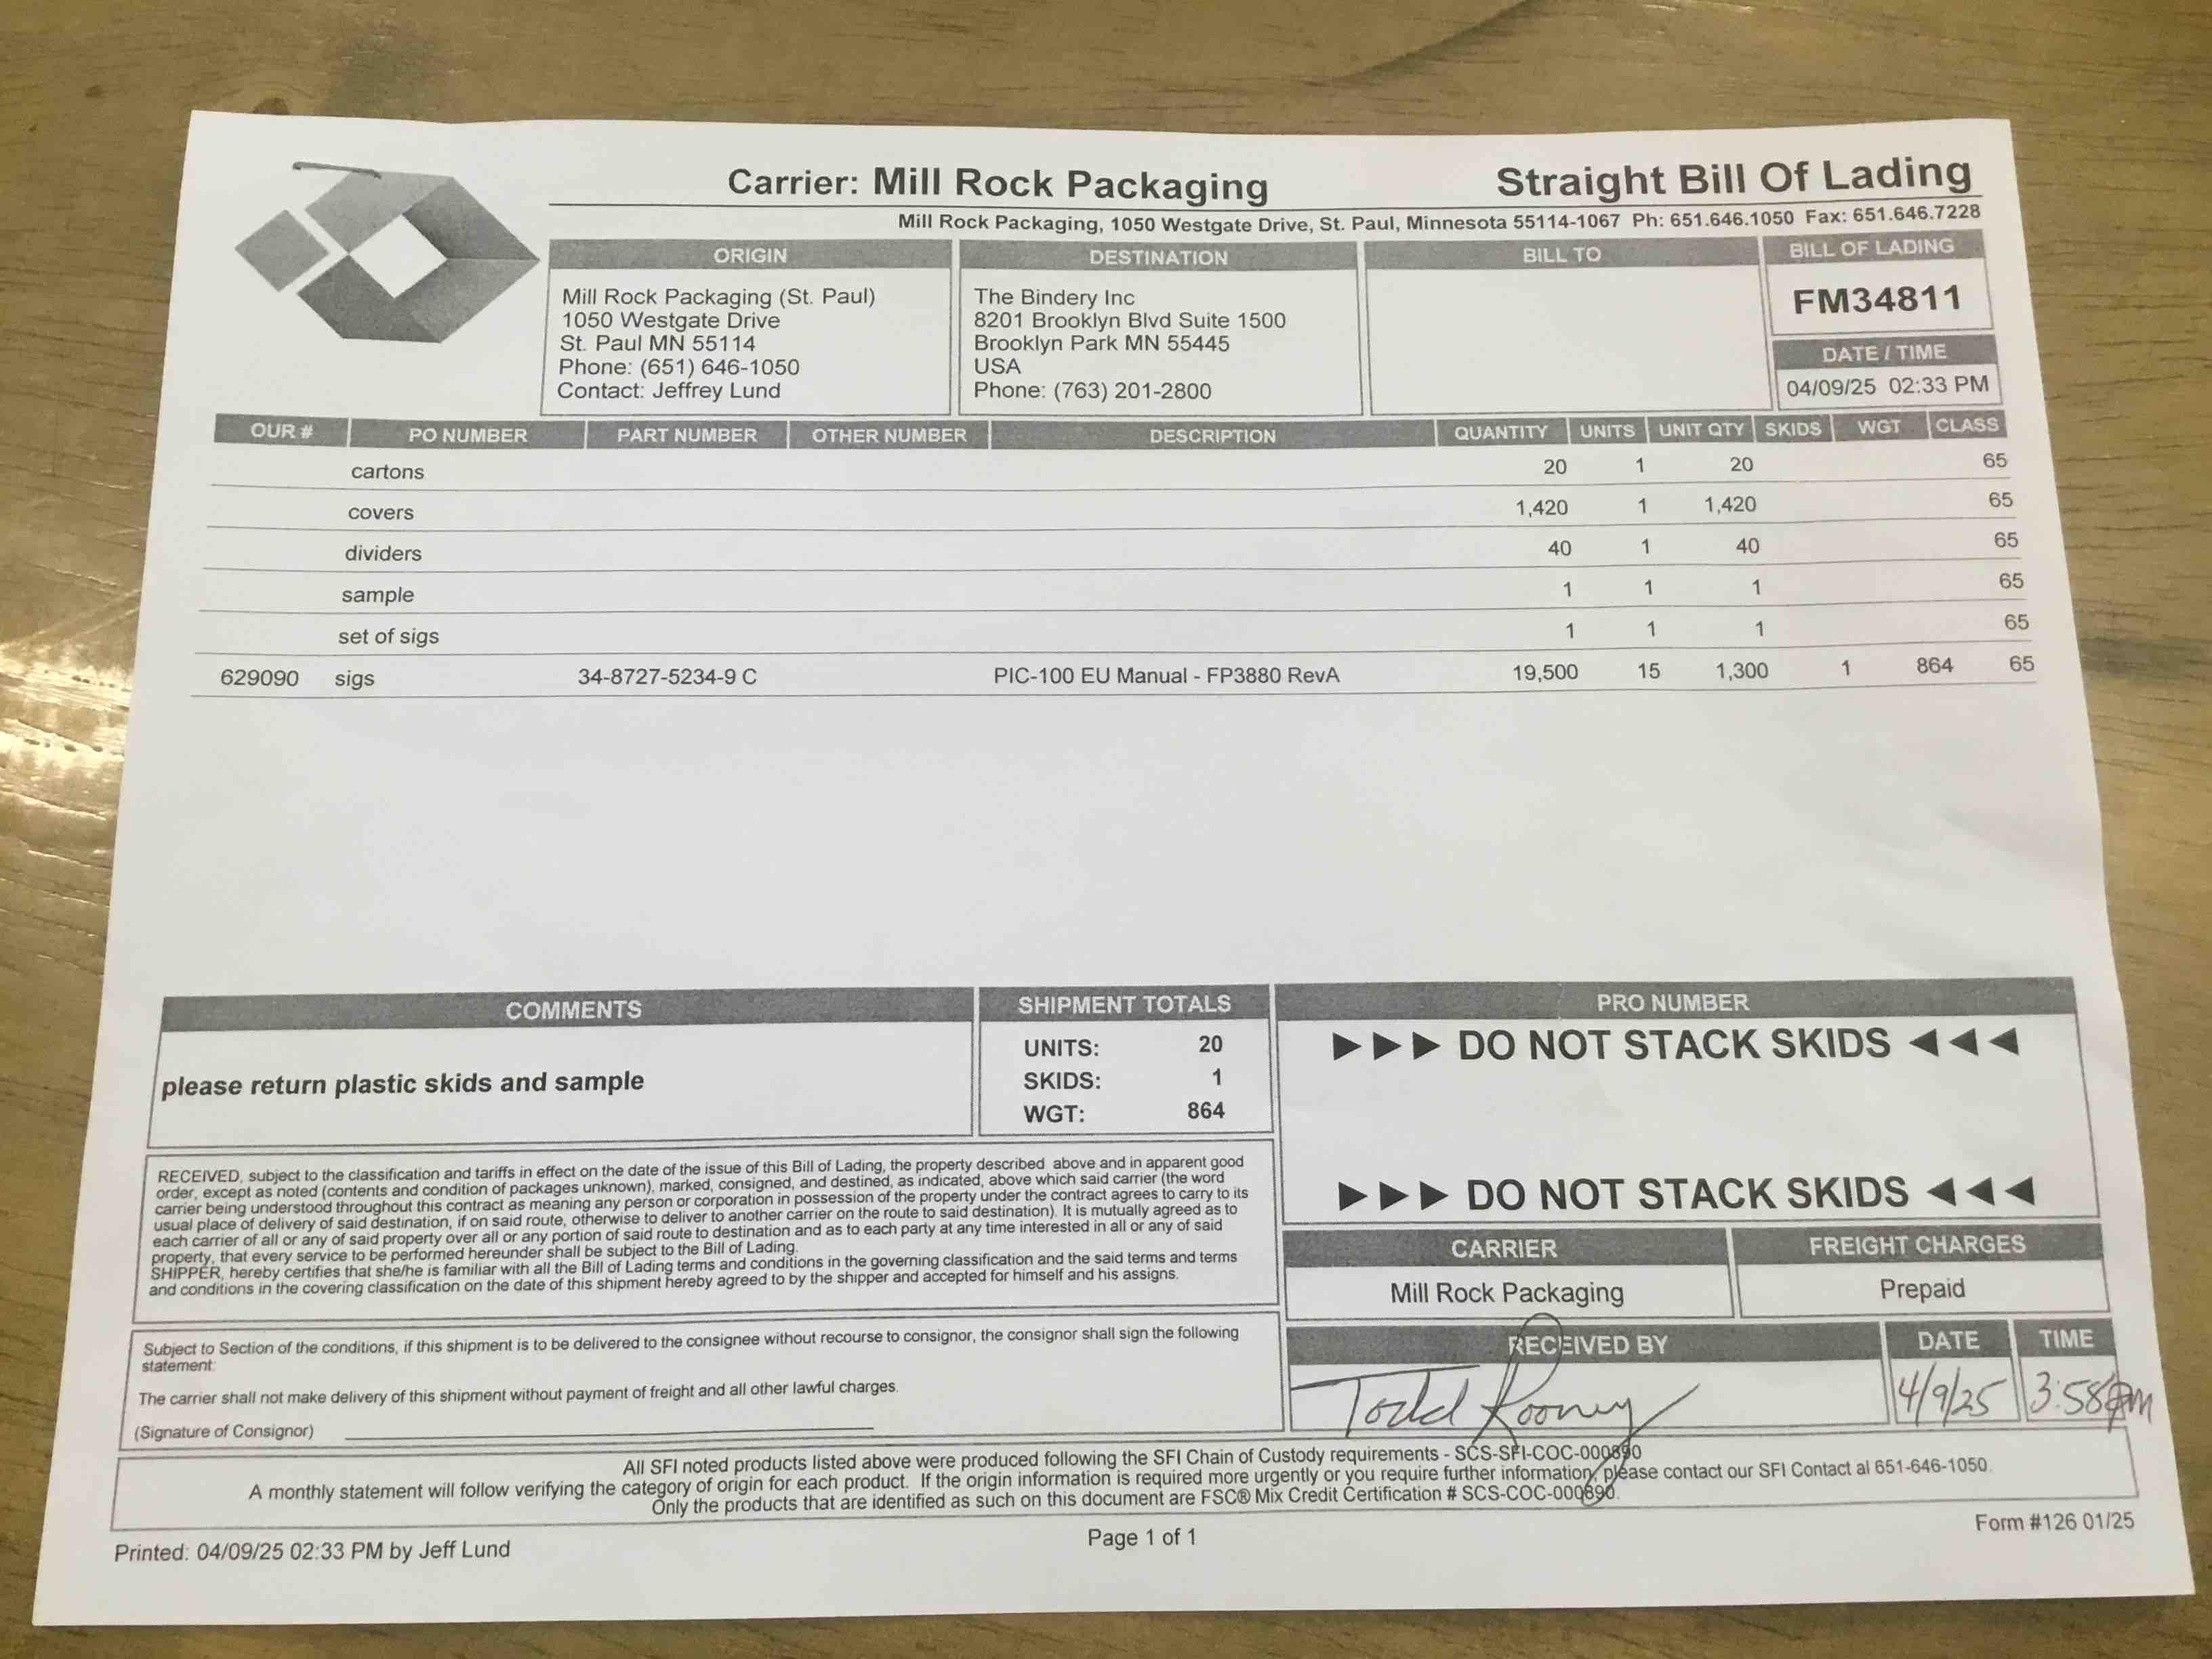 Carrier: Mill Rock Packaging
Straight Bill Of Lading
Mill Rock Packaging, 1050 Westgate Drive, St. Paul, Minnesota 55114-1067 Ph: 651.646.1050 Fax: 651.646.7228
ORIGIN
Mill Rock Packaging (St. Paul)
1050 Westgate Drive
St. Paul MN 55114
Phone: (651) 646-1050
Contact: Jeffrey Lund
DESTINATION
The Bindery Inc
8201 Brooklyn Blvd Suite 1500
Brooklyn Park MN 55445
USA
Phone: (763) 201-2800
BILL TO
BILL OF LADING
FM34811
DATE / TIME
04/09/25 02:33 PM
OUR # PO NUMBER PART NUMBER OTHER NUMBER DESCRIPTION QUANTITY UNITS UNIT QTY SKIDS WGT CLASS
cartons 20 1 20 65
covers 1,420 1 1,420 65
dividers 40 1 40 65
sample 1 1 1 65
set of sigs 1 1 1 65
629090 sigs 34-8727-5234-9 C PIC-100 EU Manual - FP3880 RevA 19,500 15 1,300 1 864 65
COMMENTS
please return plastic skids and sample
SHIPMENT TOTALS
UNITS: 20
SKIDS: 1
WGT: 864
PRO NUMBER
►►► DO NOT STACK SKIDS ◄◄◄
►►► DO NOT STACK SKIDS ◄◄◄
RECEIVED, subject to the classification and tariffs in effect on the date of the issue of this Bill of Lading, the property described above and in apparent good
order, except as noted (contents and condition of packages unknown), marked, consigned, and destined, as indicated, above which said carrier (the word
carrier being understood throughout this contract as meaning any person or corporation in possession of the property under the contract agrees to carry to its
usual place of delivery of said destination, if on said route, otherwise to deliver to another carrier on the route to said destination). It is mutually agreed as to
each carrier of all or any of said property over all or any portion of said route to destination and as to each party at any time interested in all or any of said
property, that every service to be performed hereunder shall be subject to the Bill of Lading.
SHIPPER, hereby certifies that she/he is familiar with all the Bill of Lading terms and conditions in the governing classification and the said terms and terms
and conditions in the covering classification on the date of this shipment hereby agreed to by the shipper and accepted for himself and his assigns.
CARRIER
Mill Rock Packaging
FREIGHT CHARGES
Prepaid
Subject to Section of the conditions, if this shipment is to be delivered to the consignee without recourse to consignor, the consignor shall sign the following
statement:
The carrier shall not make delivery of this shipment without payment of freight and all other lawful charges.
(Signature of Consignor)
RECEIVED BY
Todd Rooney
DATE
4/9/25
TIME
3:58pm
All SFI noted products listed above were produced following the SFI Chain of Custody requirements - SCS-SFI-COC-000890
A monthly statement will follow verifying the category of origin for each product. If the origin information is required more urgently or you require further information, please contact our SFI Contact al 651-646-1050.
Only the products that are identified as such on this document are FSC® Mix Credit Certification # SCS-COC-000890.
Printed: 04/09/25 02:33 PM by Jeff Lund
Page 1 of 1
Form #126 01/25